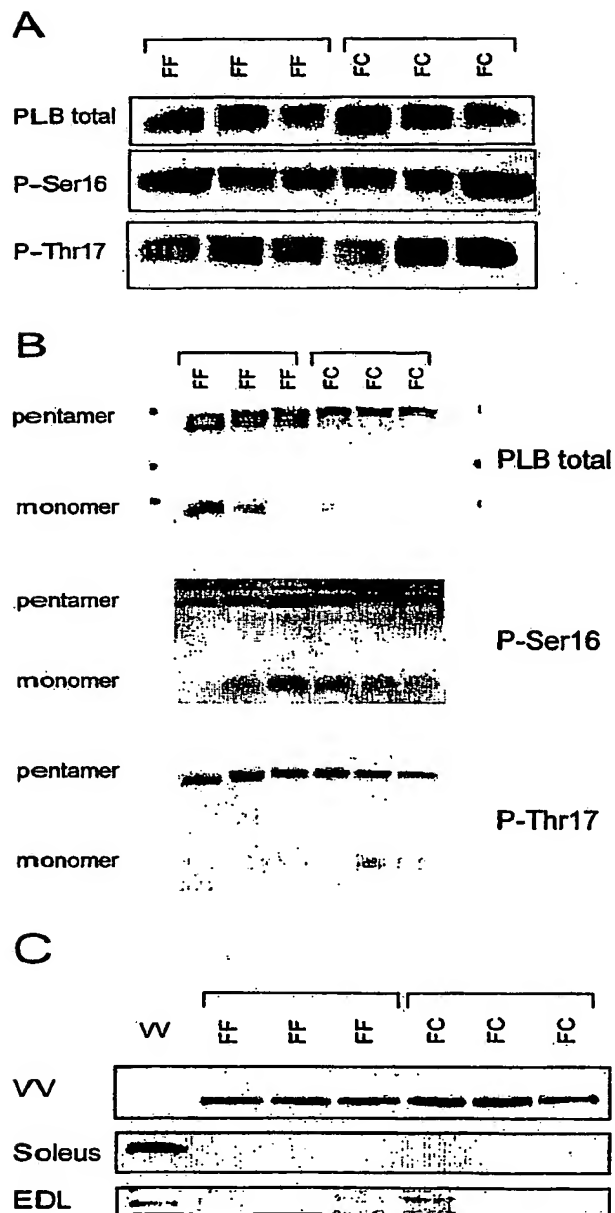 A
FF FF FF FC FC FC
PLB total
P-Ser16
P-Thr17
B
FF FF FF FC FC FC
pentamer
PLB total
monomer
pentamer
P-Ser16
monomer
pentamer
P-Thr17
monomer
C
VV FF FF FF FC FC FC
VV
Soleus
EDL